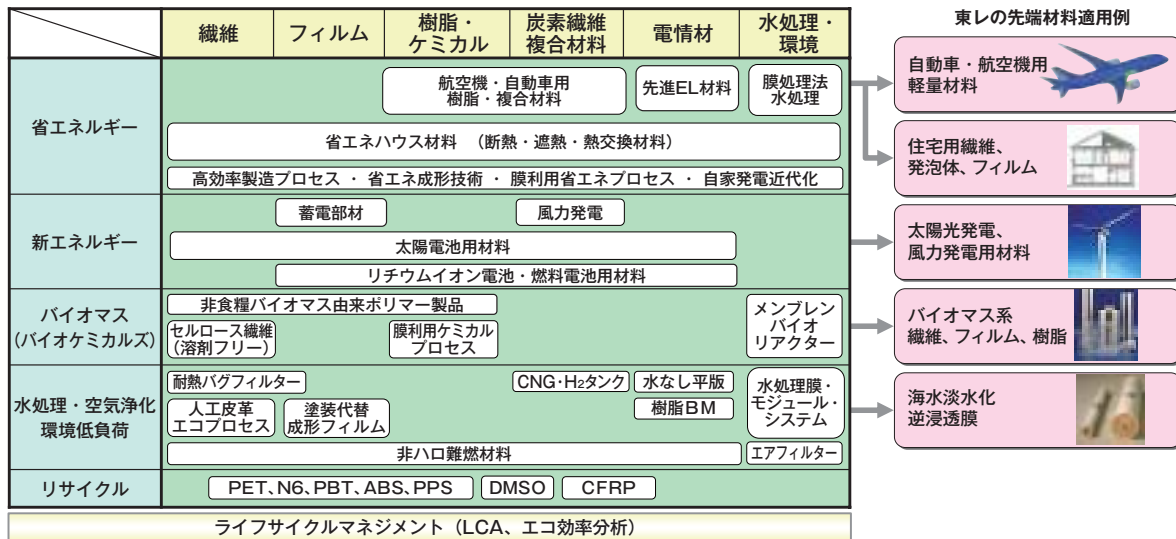 東レの先端材料適用例
繊維
フィルム
樹脂・
ケミカル
炭素繊維
複合材料
電情材
水処理・
環境
省エネルギー
航空機・自動車用
樹脂・複合材料
先進EL材料
膜処理法
水処理
省エネハウス材料 (断熱・遮熱・熱交換材料)
高効率製造プロセス ・ 省エネ成形技術 ・ 膜利用省エネプロセス ・ 自家発電近代化
自動車・航空機用
軽量材料
住宅用繊維、
発泡体、フィルム
新エネルギー
蓄電部材
風力発電
太陽電池用材料
リチウムイオン電池・燃料電池用材料
太陽光発電、
風力発電用材料
バイオマス
(バイオケミカルズ)
非食糧バイオマス由来ポリマー製品
セルロース繊維
(溶剤フリー)
膜利用ケミカル
プロセス
メンブレン
バイオ
リアクター
バイオマス系
繊維、フィルム、樹脂
水処理・空気浄化
環境低負荷
耐熱バグフィルター
CNG・H₂タンク
水なし平版
人工皮革
エコプロセス
塗装代替
成形フィルム
樹脂BM
水処理膜・
モジュール・
システム
非ハロ難燃材料
エアフィルター
海水淡水化
逆浸透膜
リサイクル
PET、N6、PBT、ABS、PPS
DMSO
CFRP
ライフサイクルマネジメント (LCA、エコ効率分析)